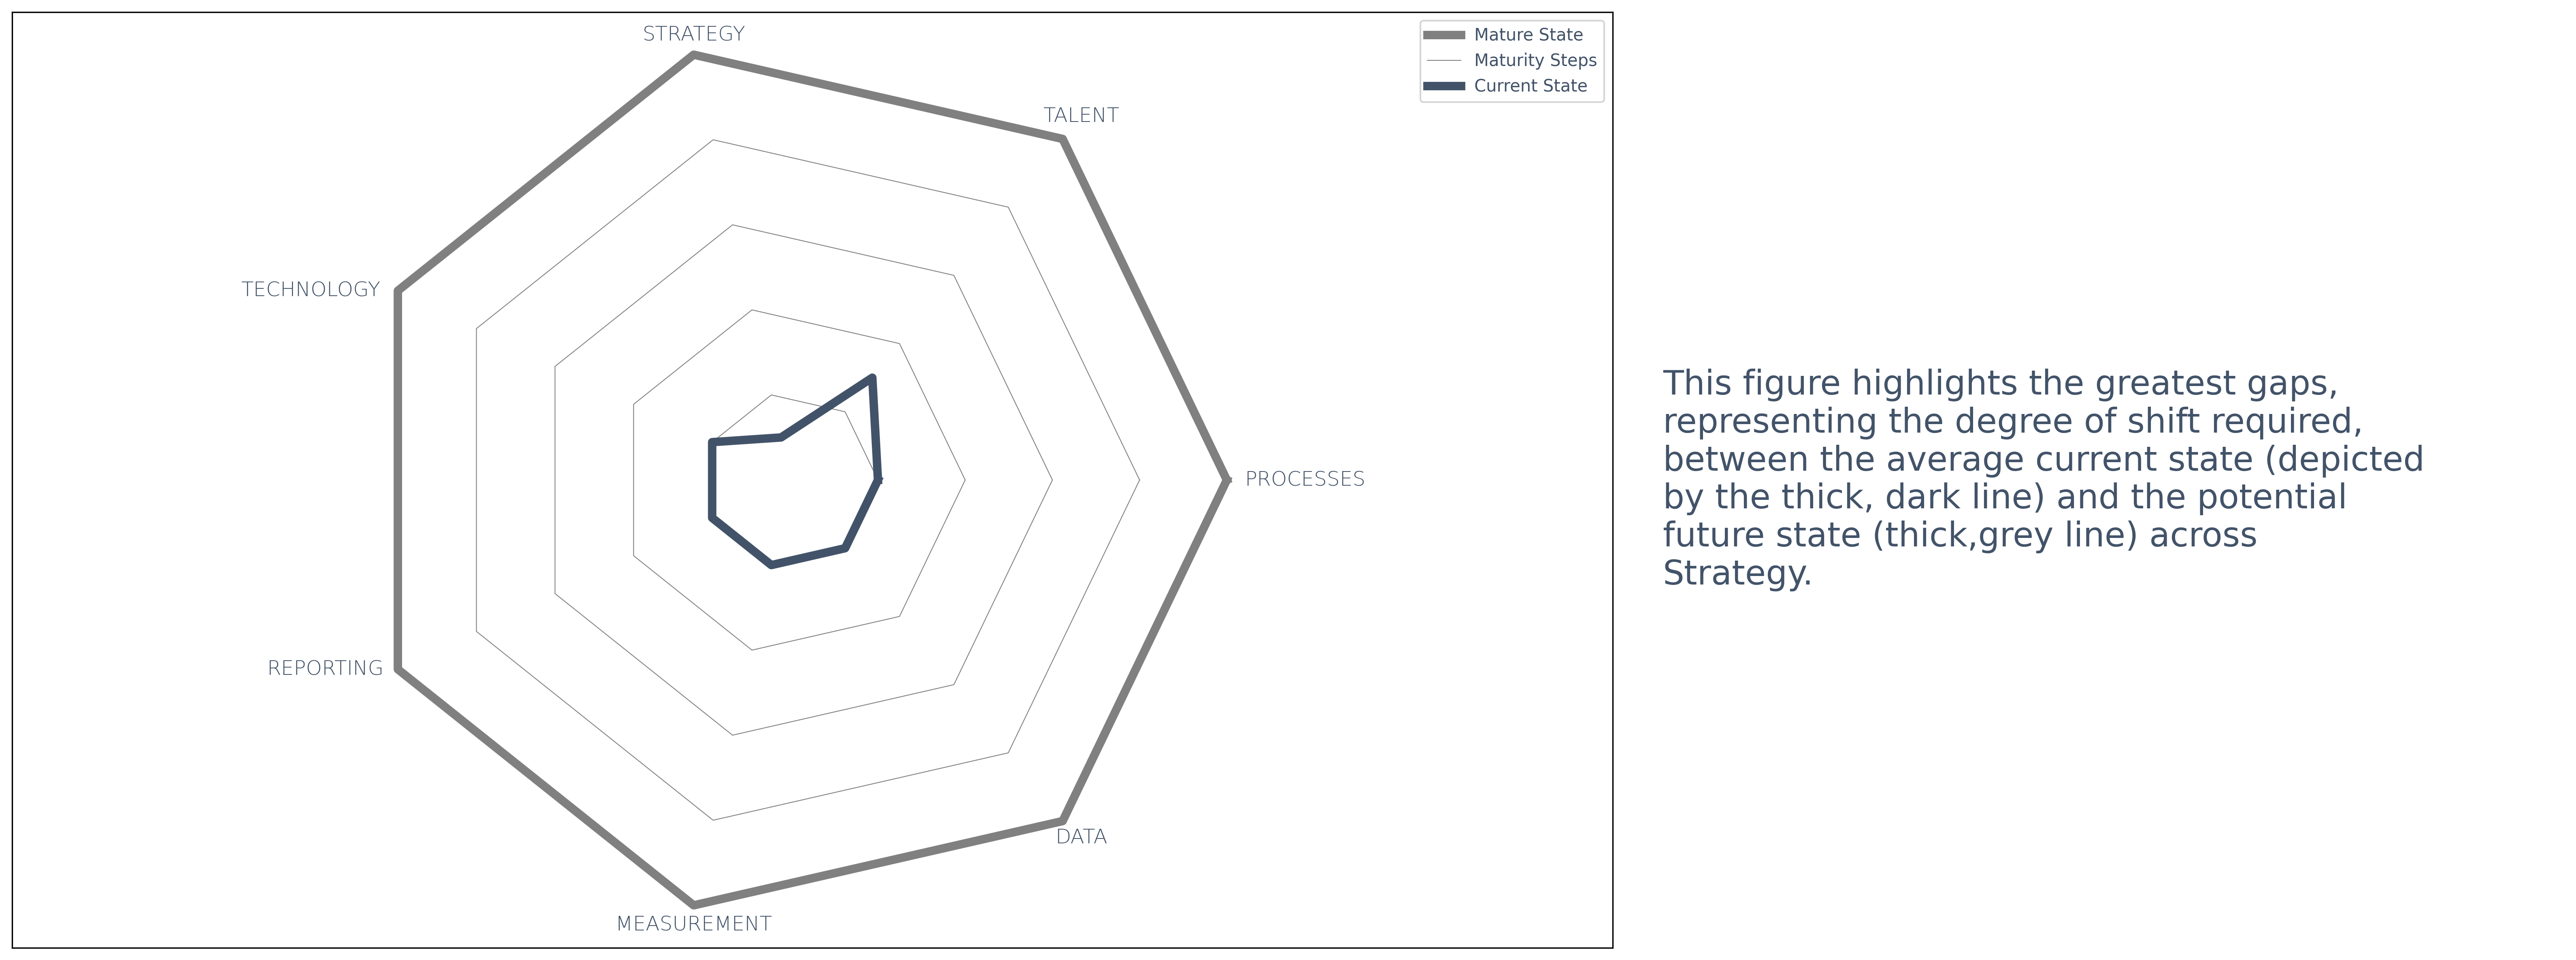 STRATEGY
Mature State
Maturity Steps
Current State
TALENT
TECHNOLOGY
PROCESSES
This figure highlights the greatest gaps,
representing the degree of shift required,
between the average current state (depicted
by the thick, dark line) and the potential
future state (thick,grey line) across
Strategy.
REPORTING
DATA
MEASUREMENT